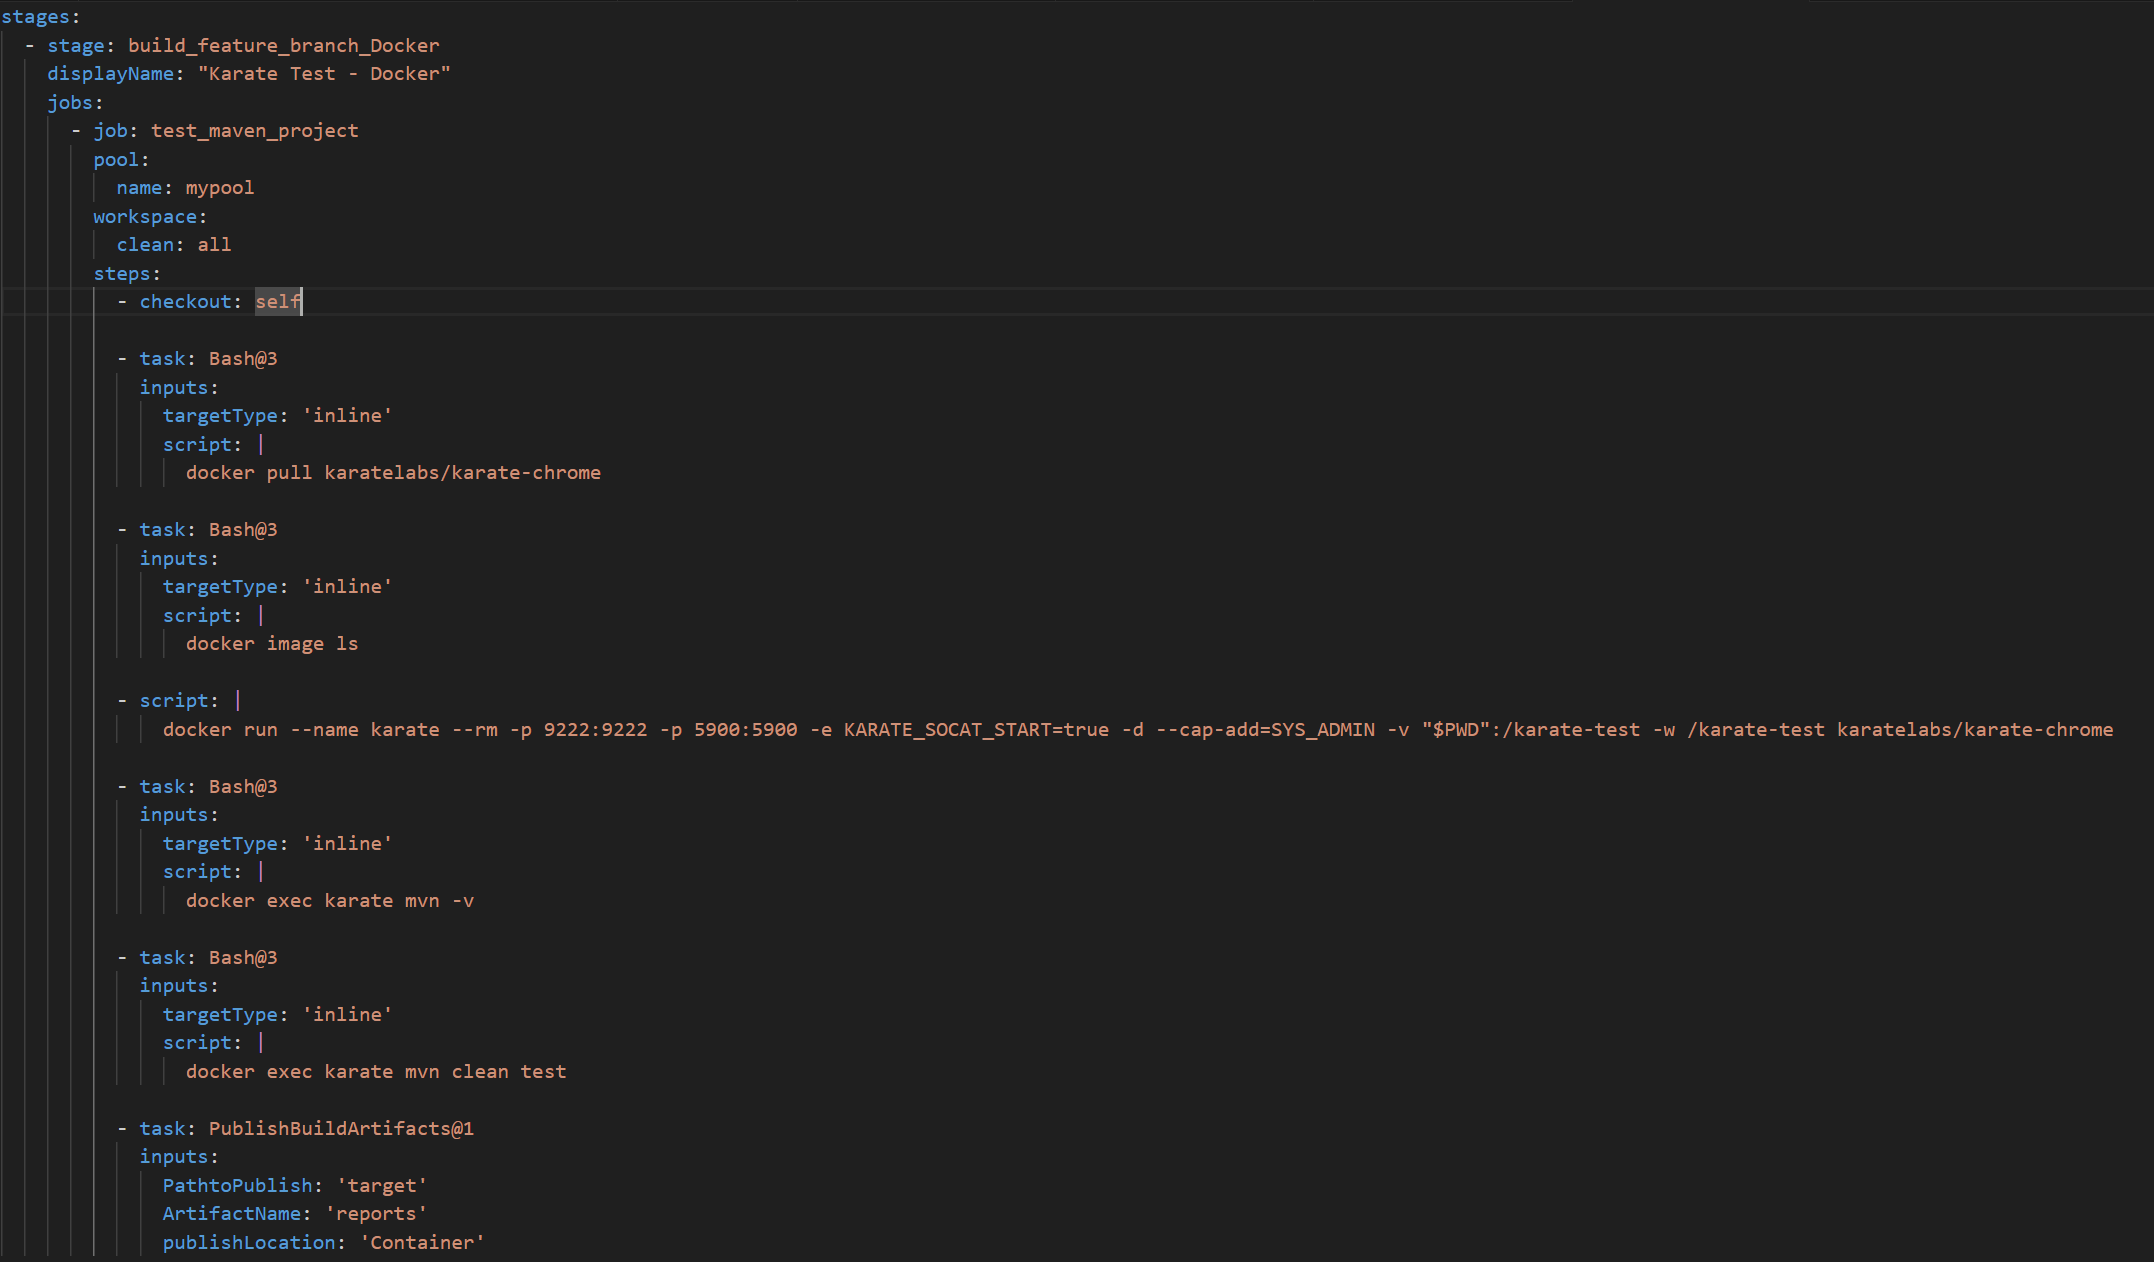 stages:
- stage: build_feature_branch_Docker
displayName: "Karate Test - Docker"
jobs:
- job: test_maven_project
pool:
name: mypool
workspace:
clean: all
steps:
- checkout: self
- task: Bash@3
inputs:
targetType: 'inline'
script: |
docker pull karatelabs/karate-chrome
- task: Bash@3
inputs:
targetType: 'inline'
script: |
docker image ls
- script: |
docker run --name karate --rm -p 9222:9222 -p 5900:5900 -e KARATE_SOCAT_START=true -d --cap-add=SYS_ADMIN -v "$PWD":/karate-test -w /karate-test karatelabs/karate-chrome
- task: Bash@3
inputs:
targetType: 'inline'
script: |
docker exec karate mvn -v
- task: Bash@3
inputs:
targetType: 'inline'
script: |
docker exec karate mvn clean test
- task: PublishBuildArtifacts@1
inputs:
PathtoPublish: 'target'
ArtifactName: 'reports'
publishLocation: 'Container'